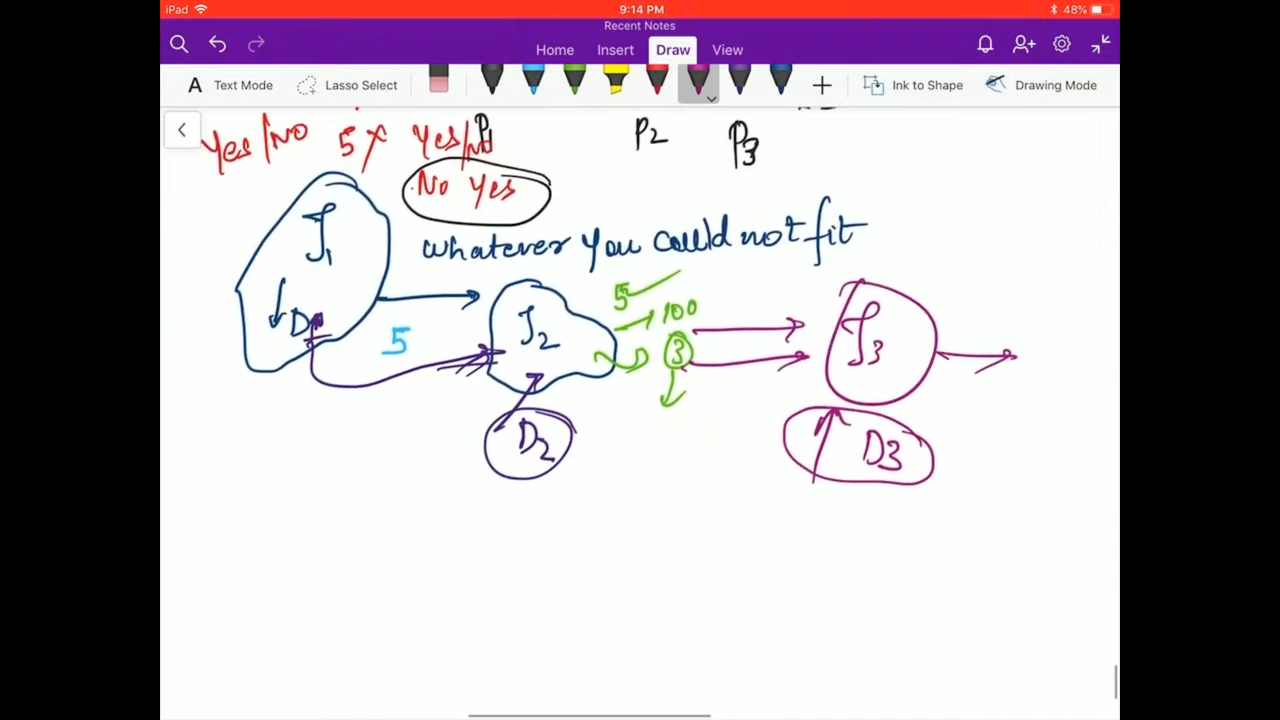 iPad 9:14 PM 48%
Recent Notes
Home Insert Draw View
Text Mode Lasso Select Ink to Shape Drawing Mode
Yes/No 5 Yes/No P1 P2 P3
No Yes
whatever you could not fit
5
100
J1
D
5
J2
3
J3
D2
D3